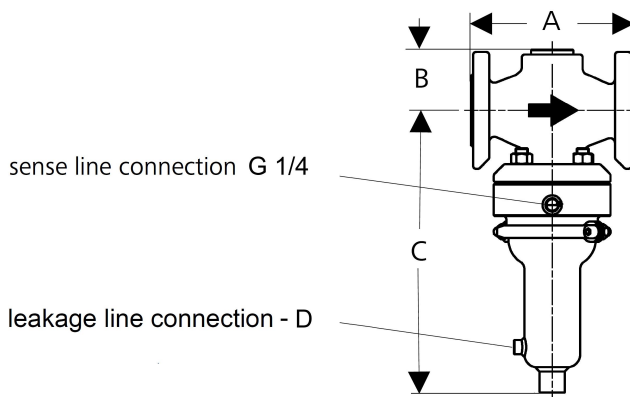 A
B
sense line connection G 1/4
C
leakage line connection - D